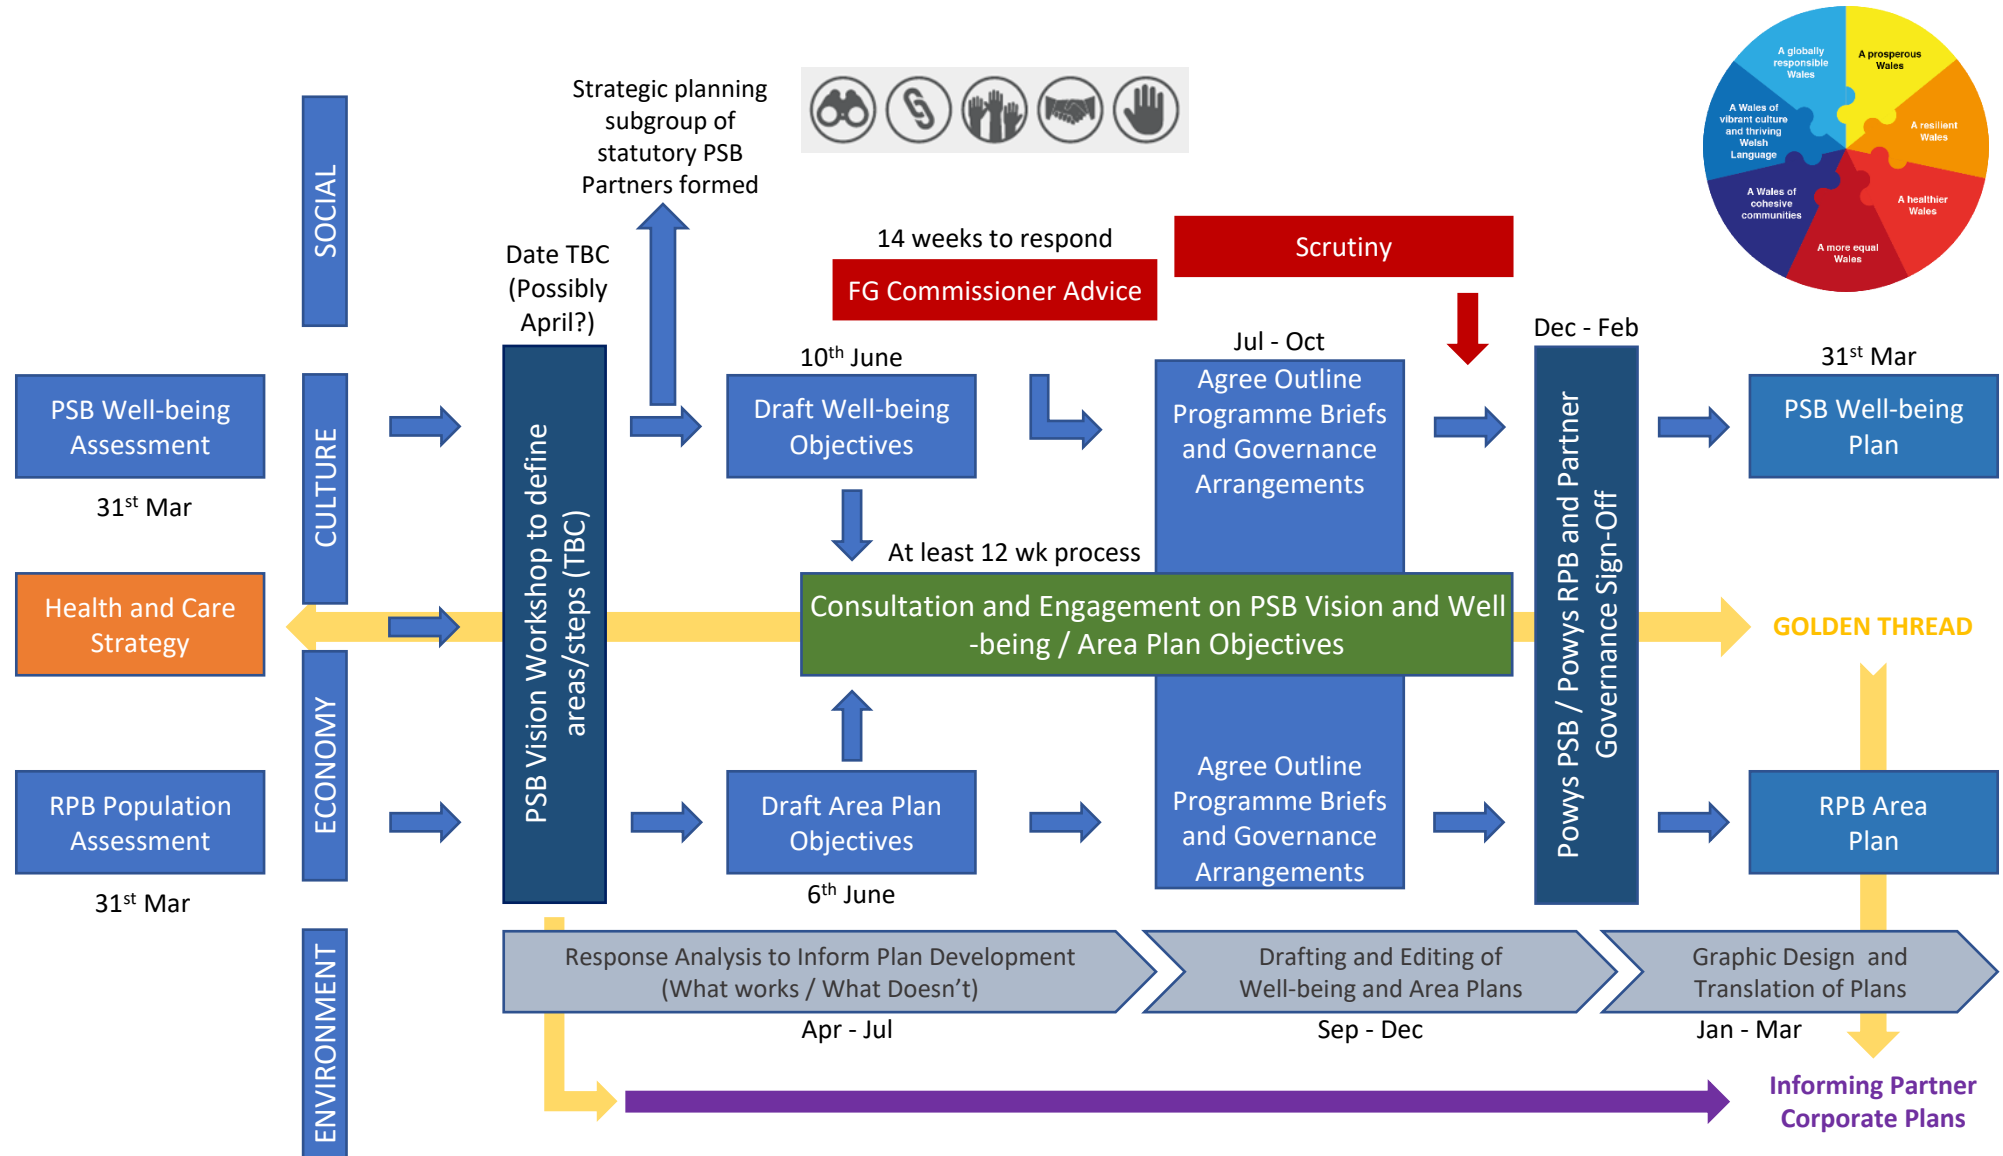 A globally
responsible
Wales
A prosperous
Wales
A Wales of
vibrant culture
and thriving
Welsh
Language
A resilient
Wales
A Wales of
cohesive
communities
A healthier
Wales
A more equal
Wales
Strategic planning
subgroup of
statutory PSB
Partners formed
SOCIAL
CULTURE
ECONOMY
ENVIRONMENT
Date TBC
(Possibly
April?)
14 weeks to respond
FG Commissioner Advice
Scrutiny
PSB Well-being
Assessment
31st Mar
Health and Care
Strategy
RPB Population
Assessment
31st Mar
PSB Vision Workshop to define
areas/steps (TBC)
10th June
Draft Well-being
Objectives
At least 12 wk process
Consultation and Engagement on PSB Vision and Well
-being / Area Plan Objectives
Draft Area Plan
Objectives
6th June
Jul - Oct
Agree Outline
Programme Briefs
and Governance
Arrangements
Agree Outline
Programme Briefs
and Governance
Arrangements
Dec - Feb
Powys PSB / Powys RPB and Partner
Governance Sign-Off
31st Mar
PSB Well-being
Plan
GOLDEN THREAD
RPB Area
Plan
Response Analysis to Inform Plan Development
(What works / What Doesn’t)
Apr - Jul
Drafting and Editing of
Well-being and Area Plans
Sep - Dec
Graphic Design and
Translation of Plans
Jan - Mar
Informing Partner
Corporate Plans